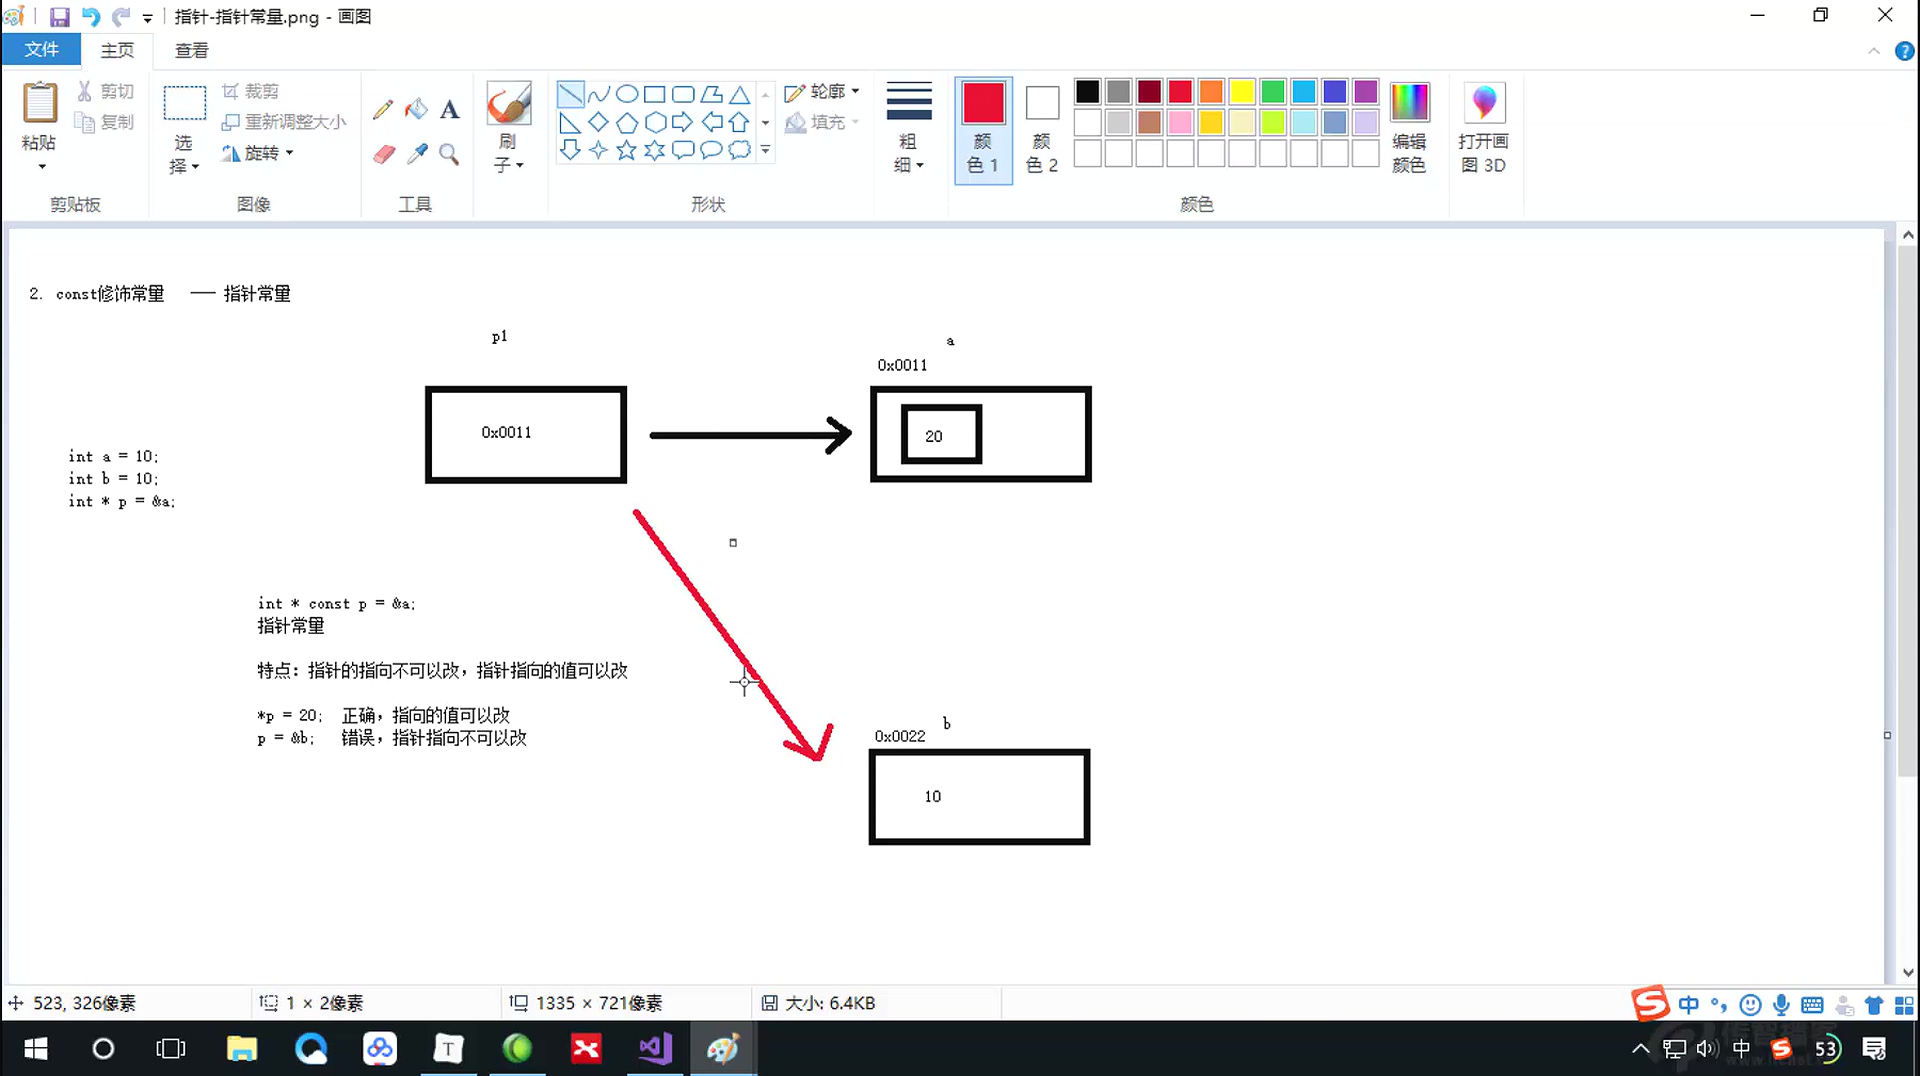 指针-指针常量.png - 画图
文件 主页 查看
粘贴 剪切 复制 剪贴板
选择 裁剪 重新调整大小 旋转 图像
A
工具
刷子
形状 轮廓 填充
粗细
颜色 1 颜色 2 编辑颜色 颜色
打开画图 3D
2. const修饰常量 —— 指针常量
p1
a
0x0011
0x0011
20
int a = 10;
int b = 10;
int * p = &a;
int * const p = &a;
指针常量
特点：指针的指向不可以改，指针指向的值可以改
*p = 20; 正确，指向的值可以改
p = &b; 错误，指针指向不可以改
b
0x0022
10
523, 326像素 1 × 2像素 1335 × 721像素 大小: 6.4KB
S 中
T 中 S 53